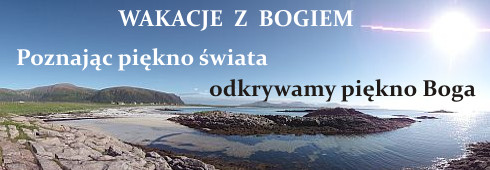 WAKACJE Z BOGIEM
Poznając piękno świata
odkrywamy piękno Boga